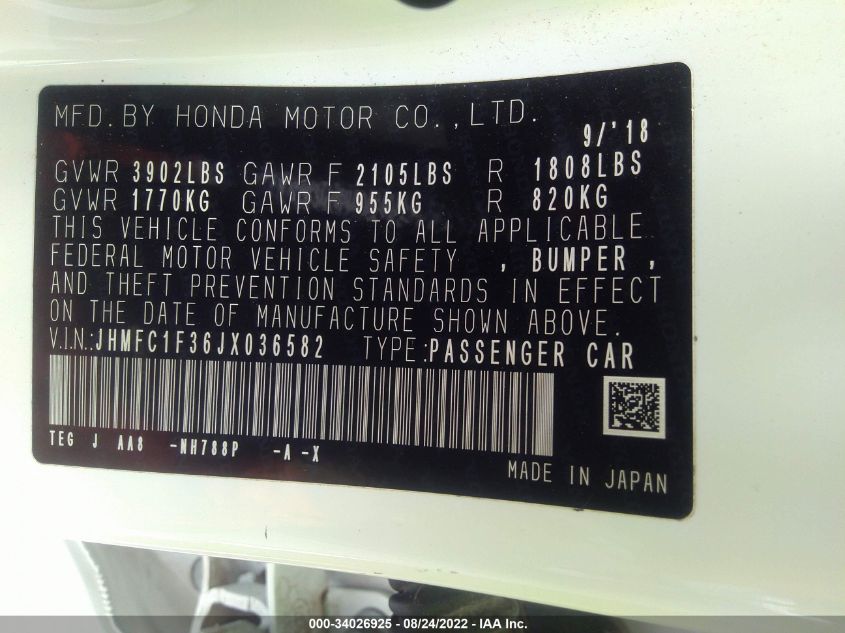 MFD. BY HONDA MOTOR CO., LTD.
9/'18
GVWR 3902LBS GAWR F 2105LBS R 1808LBS
GVWR 1770KG GAWR F 955KG R 820KG
THIS VEHICLE CONFORMS TO ALL APPLICABLE
FEDERAL MOTOR VEHICLE SAFETY , BUMPER ,
AND THEFT PREVENTION STANDARDS IN EFFECT
ON THE DATE OF MANUFACTURE SHOWN ABOVE.
V.I.N.:JHMFC1F36JX036582 TYPE:PASSENGER CAR
TEG J AA8 -NH788P -A -X
MADE IN JAPAN
000-34026925 - 08/24/2022 - IAA Inc.